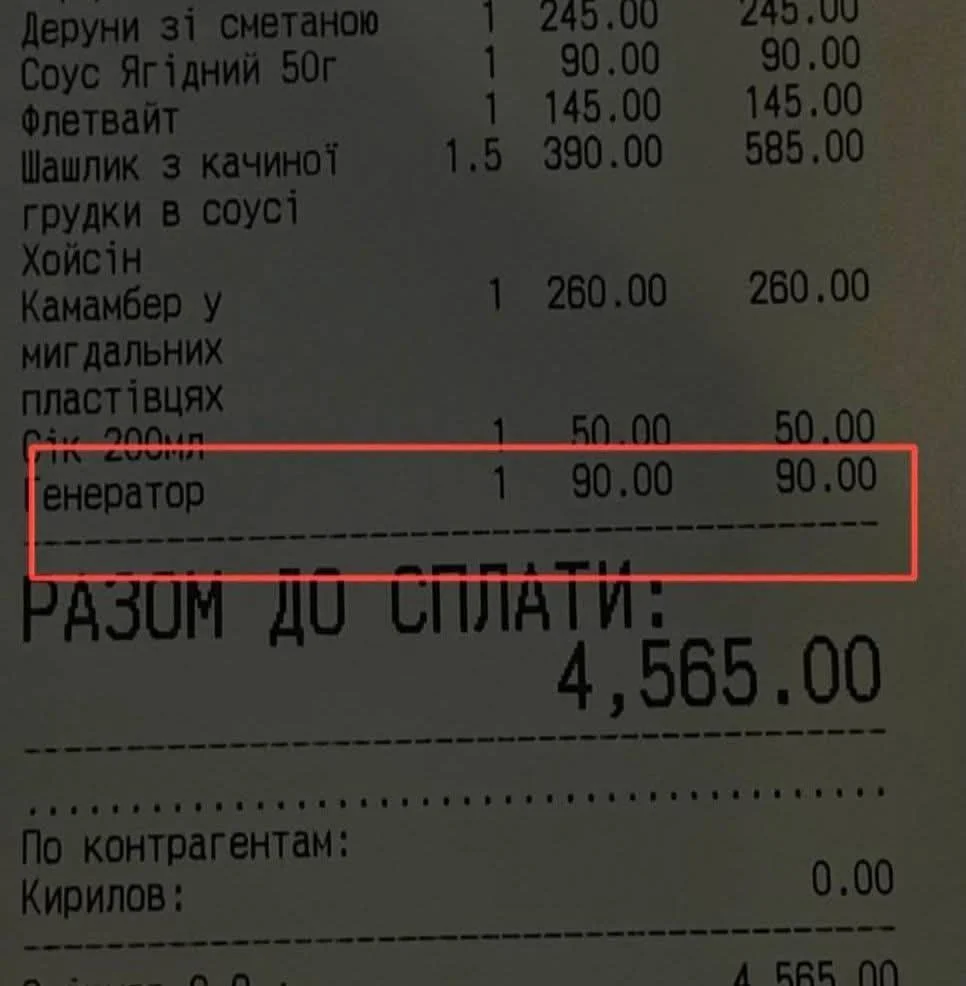 Деруни зі сметаною 1 245.00 245.00
Соус Ягідний 50г 1 90.00 90.00
Флетвайт 1 145.00 145.00
Шашлик з качиної 1.5 390.00 585.00
грудки в соусі
Хойсін
Камамбер у 1 260.00 260.00
мигдальних
пластівцях
Сік 200мл 1 50.00 50.00
Генератор 1 90.00 90.00
РАЗОМ ДО СПЛАТИ:
4,565.00
По контрагентам:
Кирилов: 0.00
4,565.00